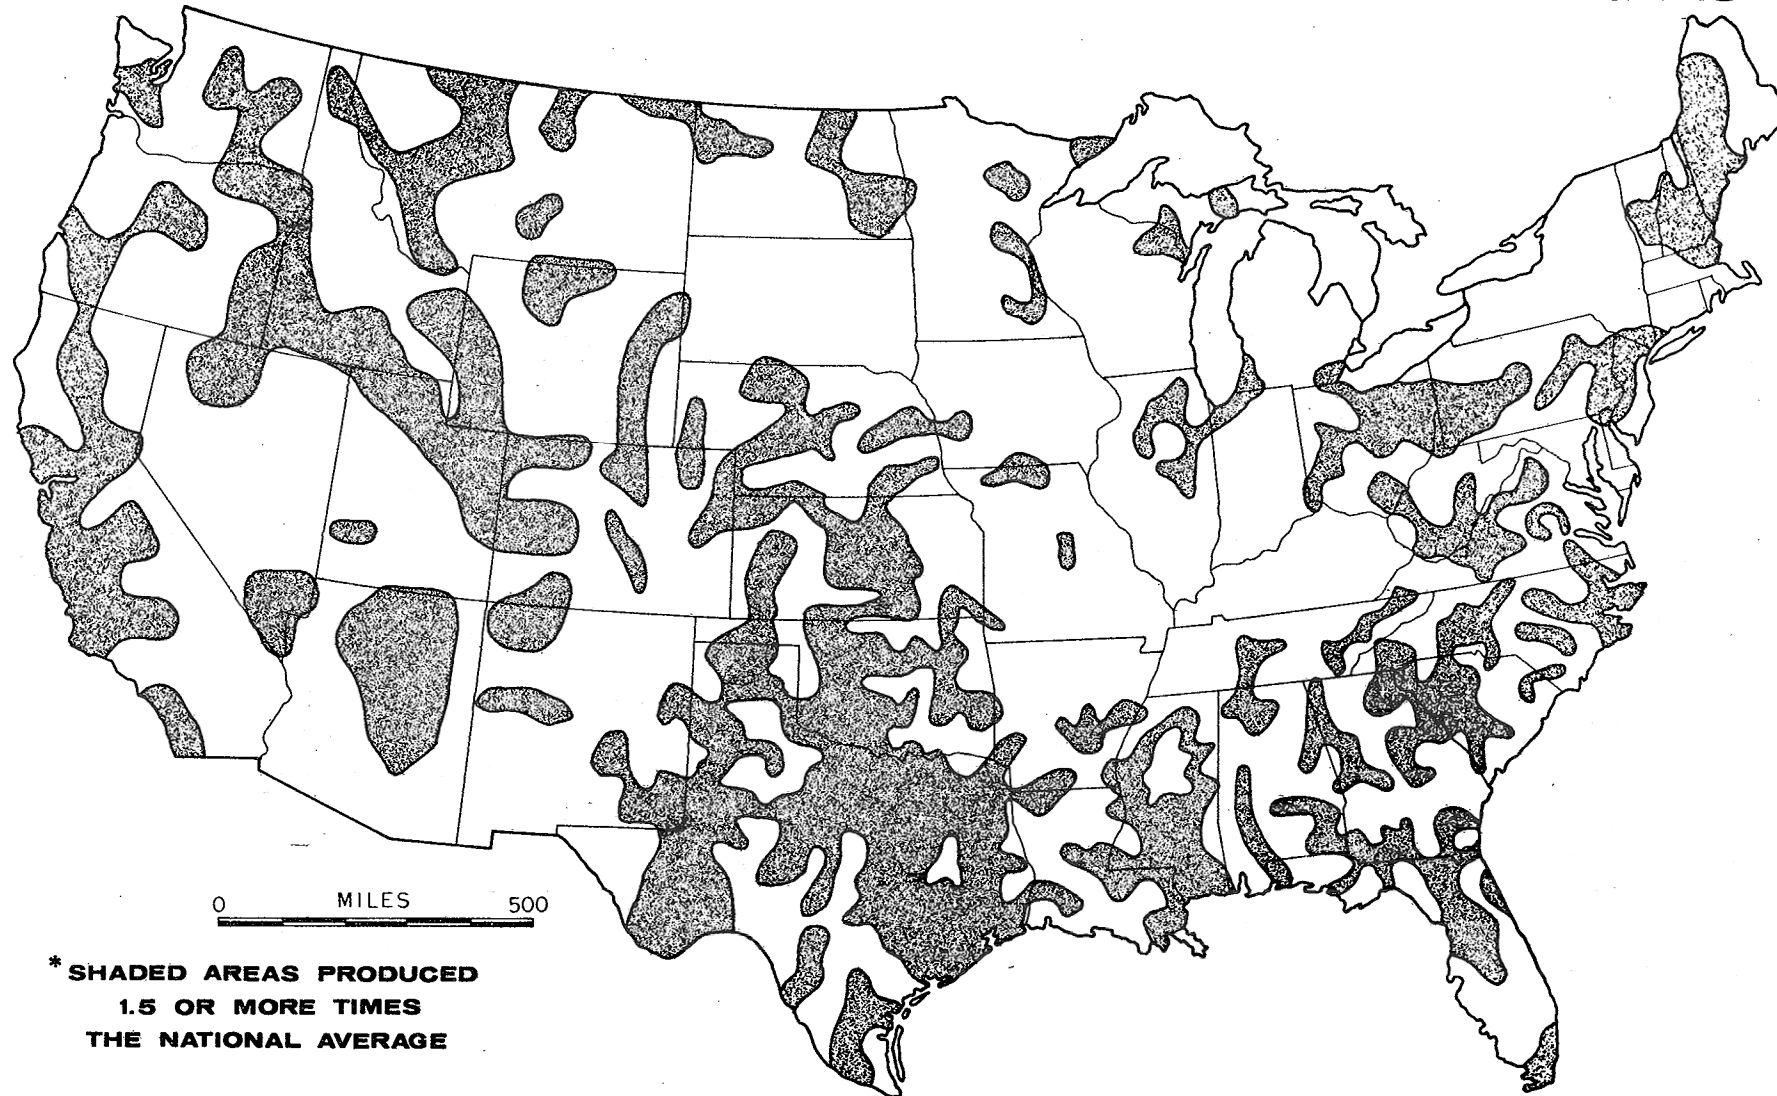 MILES
0 500
*SHADED AREAS PRODUCED
1.5 OR MORE TIMES
THE NATIONAL AVERAGE